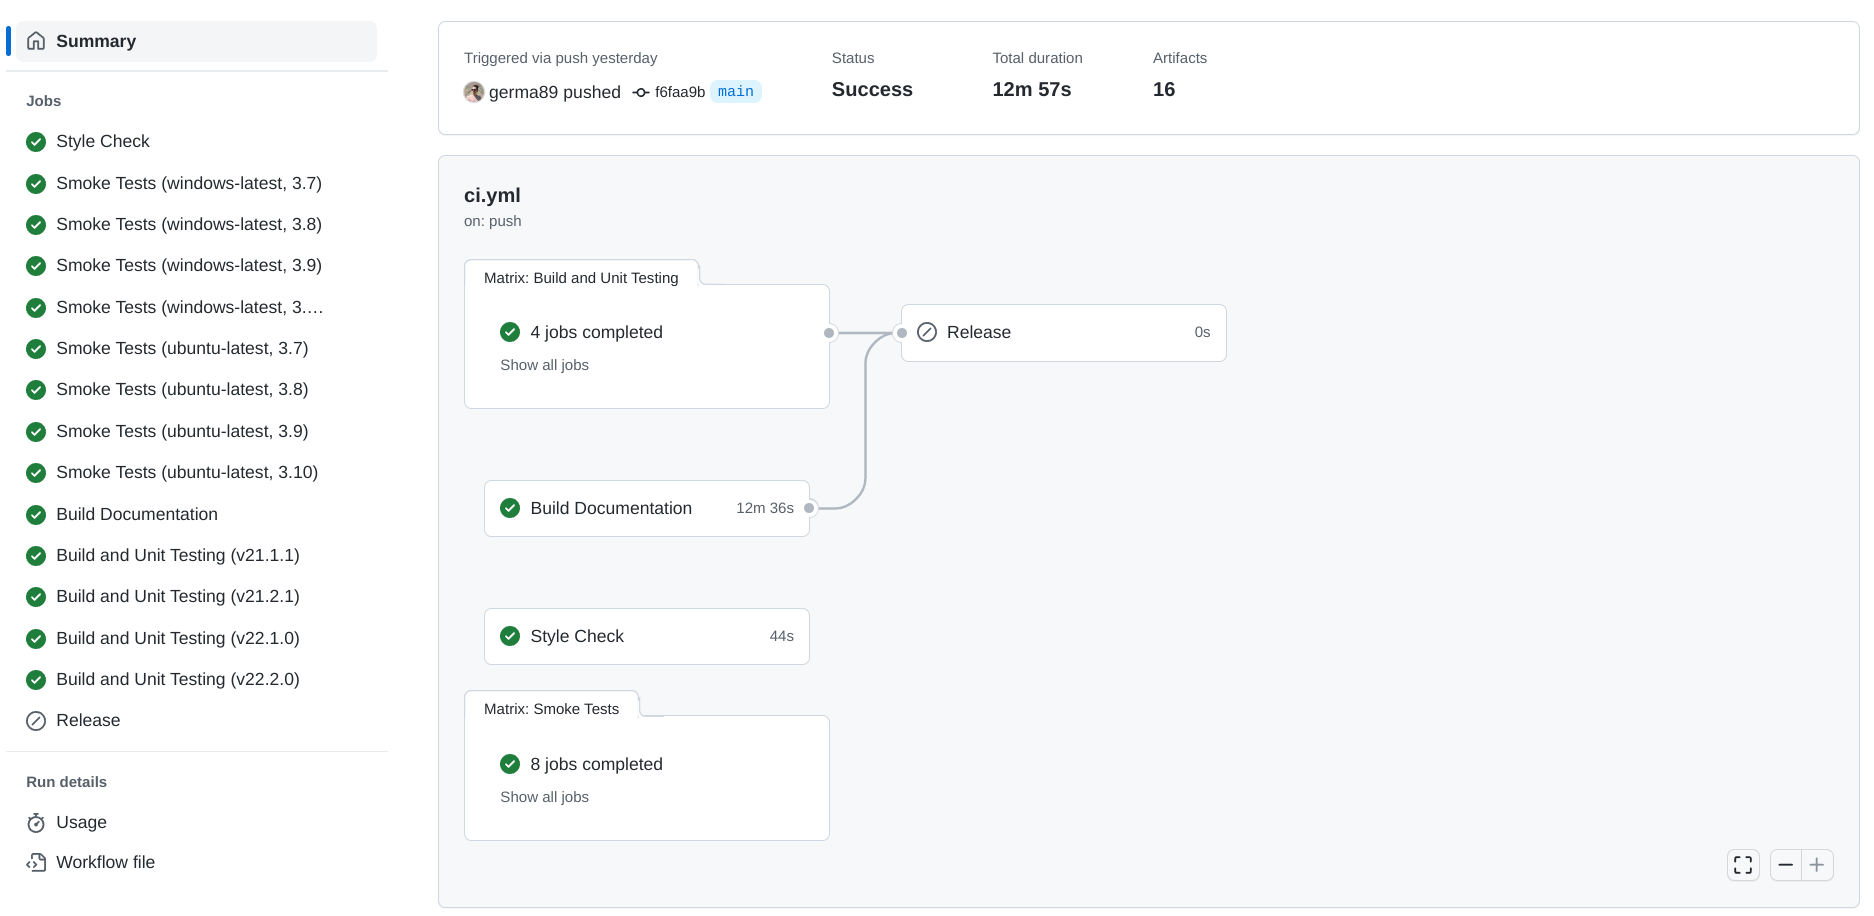 Summary
Jobs
Style Check
Smoke Tests (windows-latest, 3.7)
Smoke Tests (windows-latest, 3.8)
Smoke Tests (windows-latest, 3.9)
Smoke Tests (windows-latest, 3.…
Smoke Tests (ubuntu-latest, 3.7)
Smoke Tests (ubuntu-latest, 3.8)
Smoke Tests (ubuntu-latest, 3.9)
Smoke Tests (ubuntu-latest, 3.10)
Build Documentation
Build and Unit Testing (v21.1.1)
Build and Unit Testing (v21.2.1)
Build and Unit Testing (v22.1.0)
Build and Unit Testing (v22.2.0)
Release
Run details
Usage
Workflow file
Triggered via push yesterday
germa89 pushed f6faa9b main
Status
Success
Total duration
12m 57s
Artifacts
16
ci.yml
on: push
Matrix: Build and Unit Testing
4 jobs completed
Show all jobs
Release 0s
Build Documentation 12m 36s
Style Check 44s
Matrix: Smoke Tests
8 jobs completed
Show all jobs